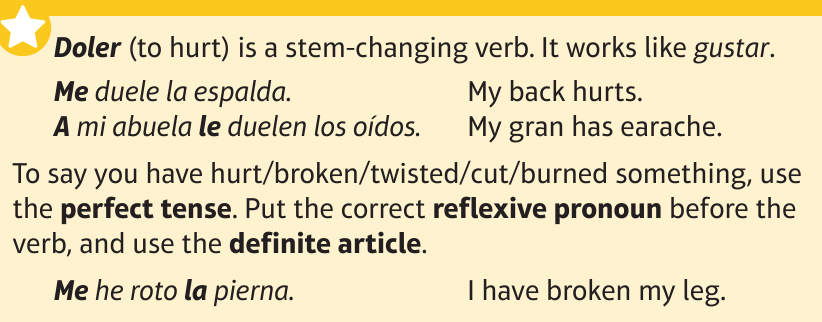 Doler (to hurt) is a stem-changing verb. It works like gustar.
Me duele la espalda. My back hurts.
A mi abuela le duelen los oídos. My gran has earache.
To say you have hurt/broken/twisted/cut/burned something, use
the perfect tense. Put the correct reflexive pronoun before the
verb, and use the definite article.
Me he roto la pierna. I have broken my leg.